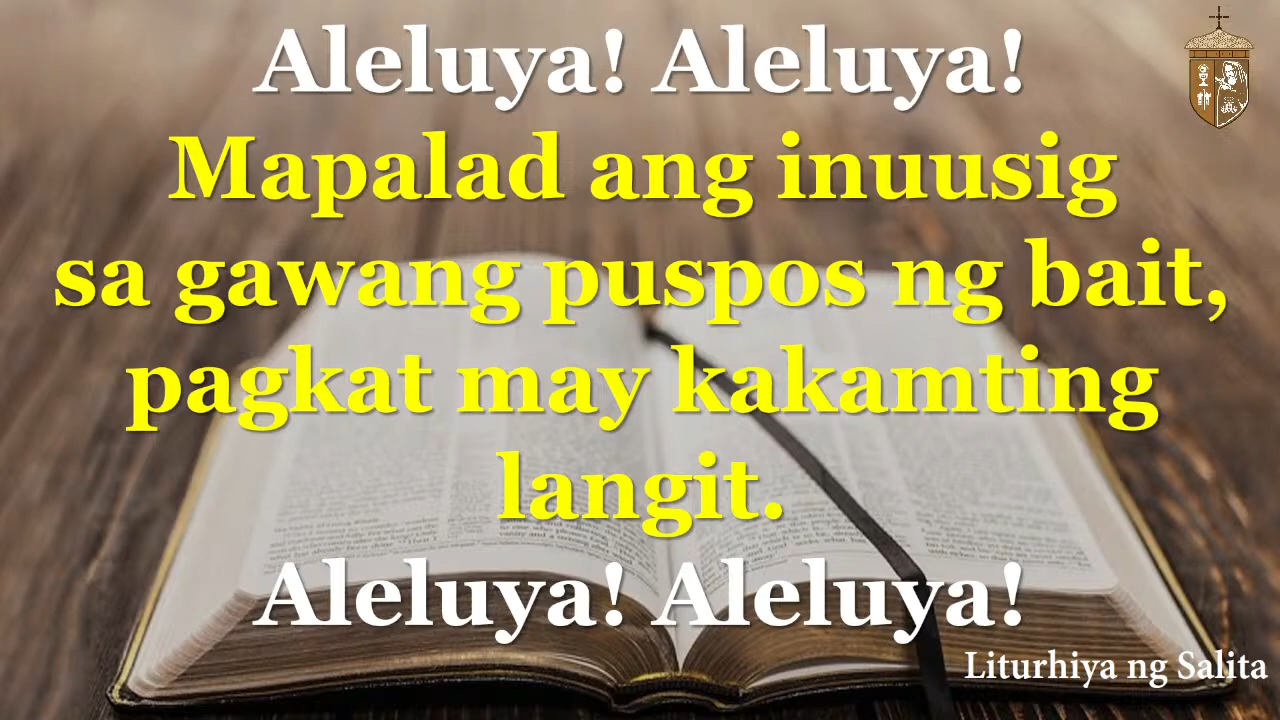 Aleluya! Aleluya!
Mapalad ang inuusig
sa gawang puspos ng bait,
pagkat may kakamting
langit.
Aleluya! Aleluya!
Liturhiya ng Salita